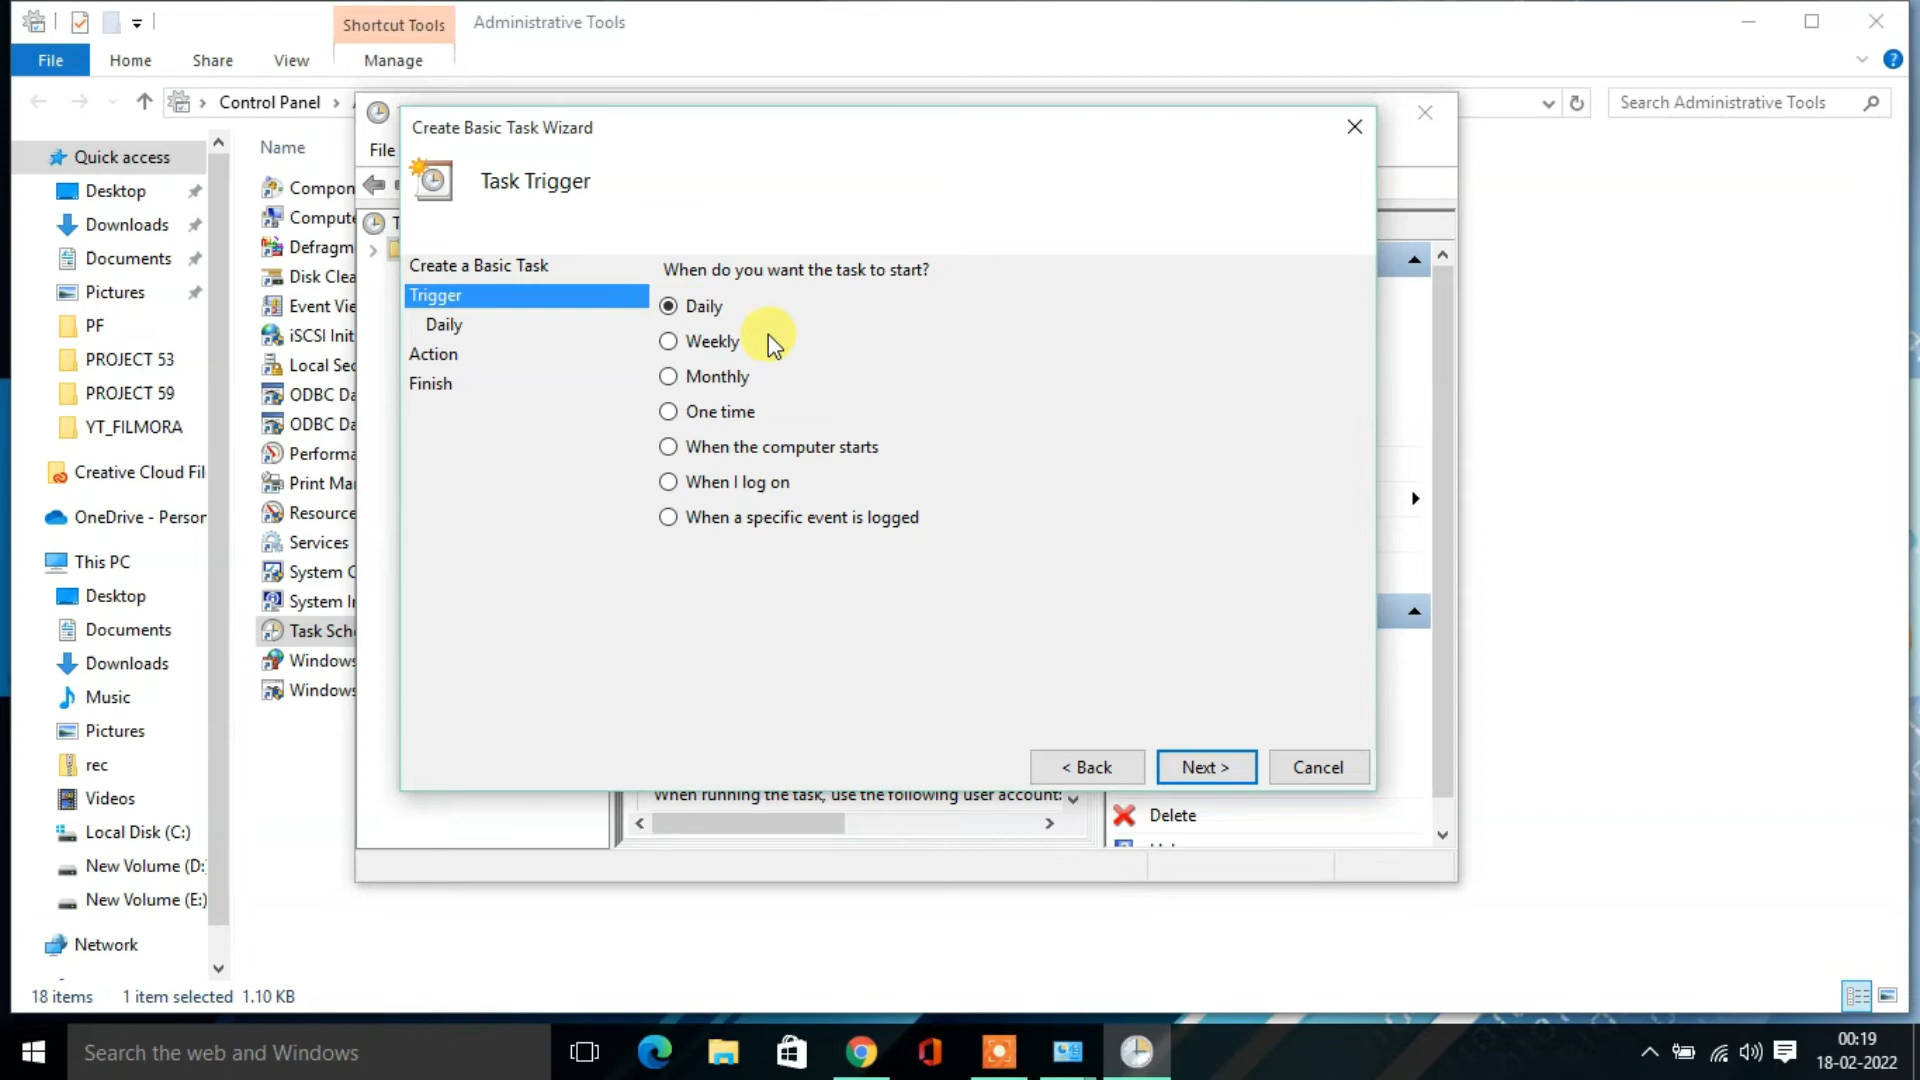 Shortcut Tools
Administrative Tools
File
Home
Share
View
Manage
Control Panel
Search Administrative Tools
Quick access
Desktop
Downloads
Documents
Pictures
PF
PROJECT 53
PROJECT 59
YT_FILMORA
Creative Cloud Fil
OneDrive - Person
This PC
Desktop
Documents
Downloads
Music
Pictures
rec
Videos
Local Disk (C:)
New Volume (D:
New Volume (E:)
Network
Name
Compon
Compute
Defragm
Disk Clea
Event Vie
iSCSI Init
Local Sec
ODBC Da
ODBC Da
Performa
Print Man
Resource
Services
System C
System In
Task Sche
Windows
Windows
File
T
Create Basic Task Wizard
Task Trigger
Create a Basic Task
Trigger
Daily
Action
Finish
When do you want the task to start?
Daily
Weekly
Monthly
One time
When the computer starts
When I log on
When a specific event is logged
< Back
Next >
Cancel
When running the task, use the following user account:
Delete
18 items
1 item selected 1.10 KB
Search the web and Windows
00:19
18-02-2022